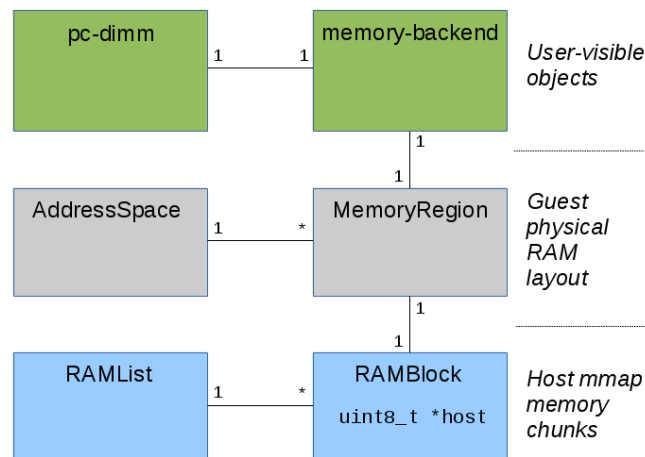 pc-dimm
memory-backend
User-visible
objects
1
1
1
1
AddressSpace
MemoryRegion
Guest
physical
RAM
layout
1
*
1
1
RAMList
RAMBlock
Host mmap
memory
chunks
1
*
uint8_t *host